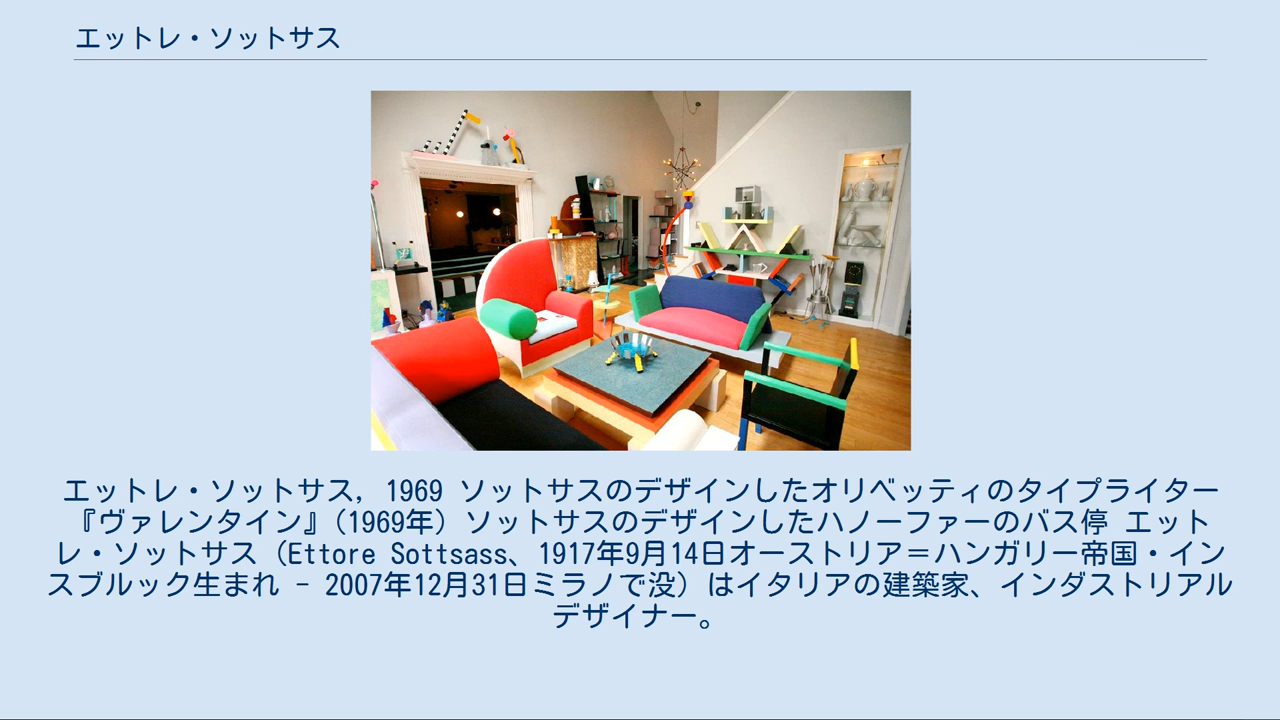 エットレ・ソットサス
エットレ・ソットサス, 1969 ソットサスのデザインしたオリベッティのタイプライター
『ヴァレンタイン』(1969年) ソットサスのデザインしたハノーファーのバス停 エット
レ・ソットサス（Ettore Sottsass、1917年9月14日オーストリア＝ハンガリー帝国・イン
スブルック生まれ - 2007年12月31日ミラノで没）はイタリアの建築家、インダストリアル
デザイナー。